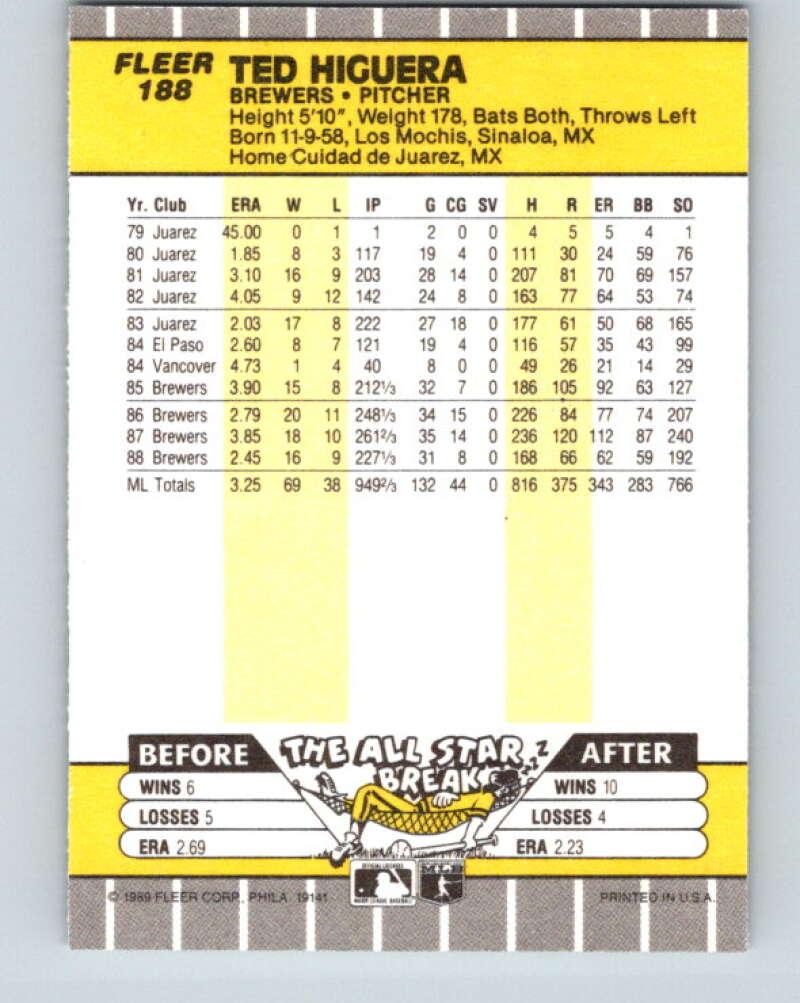 FLEER TED HIGUERA
188 BREWERS • PITCHER
Height 5'10", Weight 178, Bats Both, Throws Left
Born 11-9-58, Los Mochis, Sinaloa, MX
Home Cuidad de Juarez, MX
Yr. Club ERA W L IP G CG SV H R ER BB SO
79 Juarez 45.00 0 1 1 2 0 0 4 5 5 4 1
80 Juarez 1.85 8 3 117 19 4 0 111 30 24 59 76
81 Juarez 3.10 16 9 203 28 14 0 207 81 70 69 157
82 Juarez 4.05 9 12 142 24 8 0 163 77 64 53 74
83 Juarez 2.03 17 8 222 27 18 0 177 61 50 68 165
84 El Paso 2.60 8 7 121 19 4 0 116 57 35 43 99
84 Vancover 4.73 1 4 40 8 0 0 49 26 21 14 29
85 Brewers 3.90 15 8 212⅓ 32 7 0 186 105 92 63 127
86 Brewers 2.79 20 11 248⅓ 34 15 0 226 84 77 74 207
87 Brewers 3.85 18 10 261⅔ 35 14 0 236 120 112 87 240
88 Brewers 2.45 16 9 227⅓ 31 8 0 168 66 62 59 192
ML Totals 3.25 69 38 949⅔ 132 44 0 816 375 343 283 766
BEFORE THE ALL STAR BREAK ZZZ AFTER
WINS 6 WINS 10
LOSSES 5 LOSSES 4
ERA 2.69 ERA 2.23
OFFICIAL LICENSEE
MAJOR LEAGUE BASEBALL
MLB
© 1989 FLEER CORP., PHILA. 19141 PRINTED IN U.S.A.